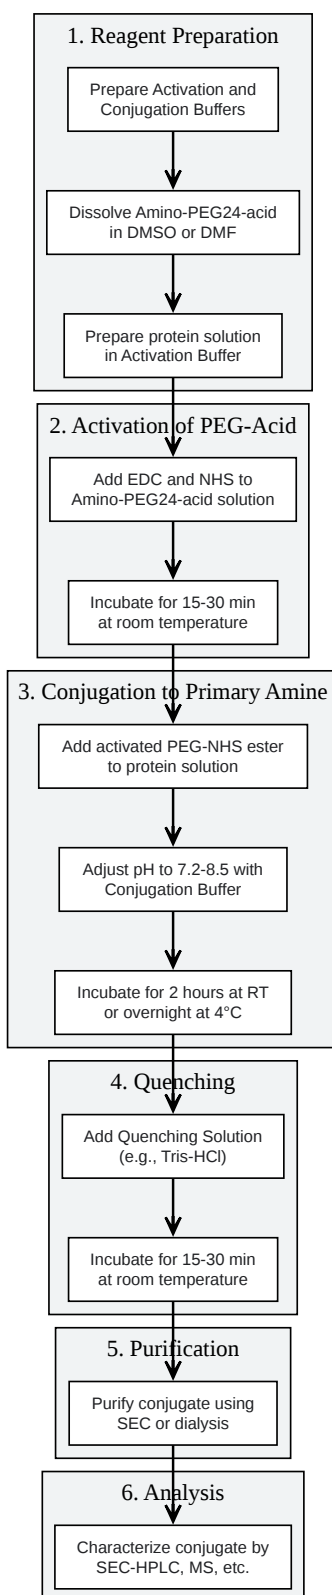 1. Reagent Preparation
Prepare Activation and
Conjugation Buffers
Dissolve Amino-PEG24-acid
in DMSO or DMF
Prepare protein solution
in Activation Buffer
2. Activation of PEG-Acid
Add EDC and NHS to
Amino-PEG24-acid solution
Incubate for 15-30 min
at room temperature
3. Conjugation to Primary Amine
Add activated PEG-NHS ester
to protein solution
Adjust pH to 7.2-8.5 with
Conjugation Buffer
Incubate for 2 hours at RT
or overnight at 4°C
4. Quenching
Add Quenching Solution
(e.g., Tris-HCl)
Incubate for 15-30 min
at room temperature
5. Purification
Purify conjugate using
SEC or dialysis
6. Analysis
Characterize conjugate by
SEC-HPLC, MS, etc.